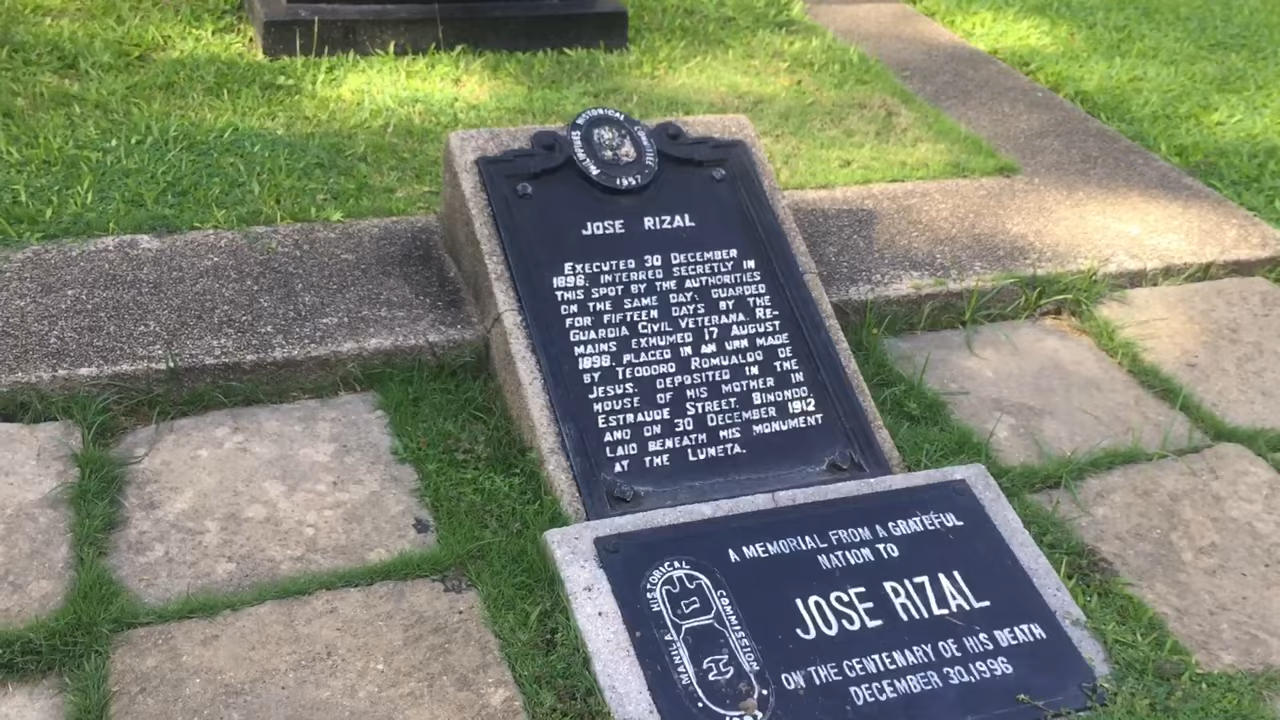 PHILIPPINES HISTORICAL COMMITTEE
1957
JOSE RIZAL
EXECUTED 30 DECEMBER
1896. INTERRED SECRETLY IN
THIS SPOT BY THE AUTHORITIES
ON THE SAME DAY; GUARDED
FOR FIFTEEN DAYS BY THE
GUARDIA CIVIL VETERANA. RE-
MAINS EXHUMED 17 AUGUST
1898. PLACED IN AN URN MADE
BY TEODORO ROMUALDO DE
JESUS. DEPOSITED IN THE
HOUSE OF HIS MOTHER IN
ESTRAUDE STREET, BINONDO,
AND ON 30 DECEMBER 1912
LAID BENEATH HIS MONUMENT
AT THE LUNETA.
A MEMORIAL FROM A GRATEFUL
NATION TO
JOSE RIZAL
ON THE CENTENARY OF HIS DEATH
DECEMBER 30,1996
MANILA HISTORICAL COMMISSION